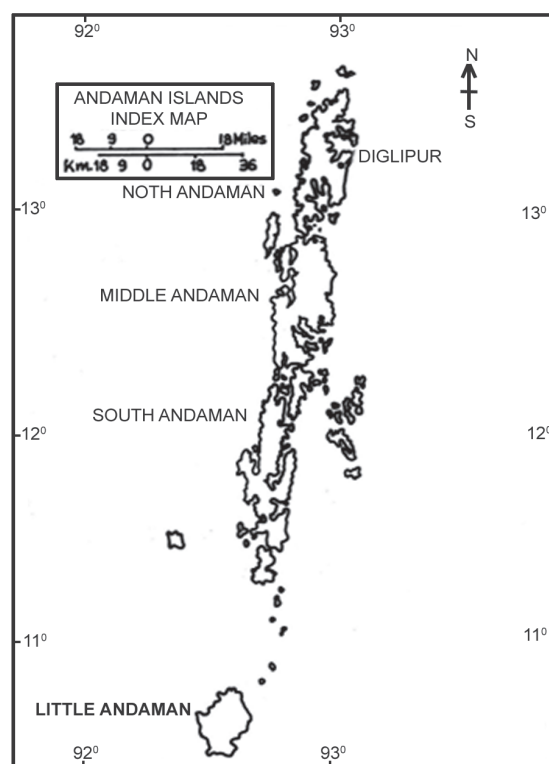 92⁰ 93⁰
N
S
ANDAMAN ISLANDS
INDEX MAP
18 9 0 18 Miles
Km. 18 9 0 18 36
DIGLIPUR
NOTH ANDAMAN
13⁰ 13⁰
MIDDLE ANDAMAN
SOUTH ANDAMAN
12⁰ 12⁰
11⁰ 11⁰
LITTLE ANDAMAN
92⁰ 93⁰